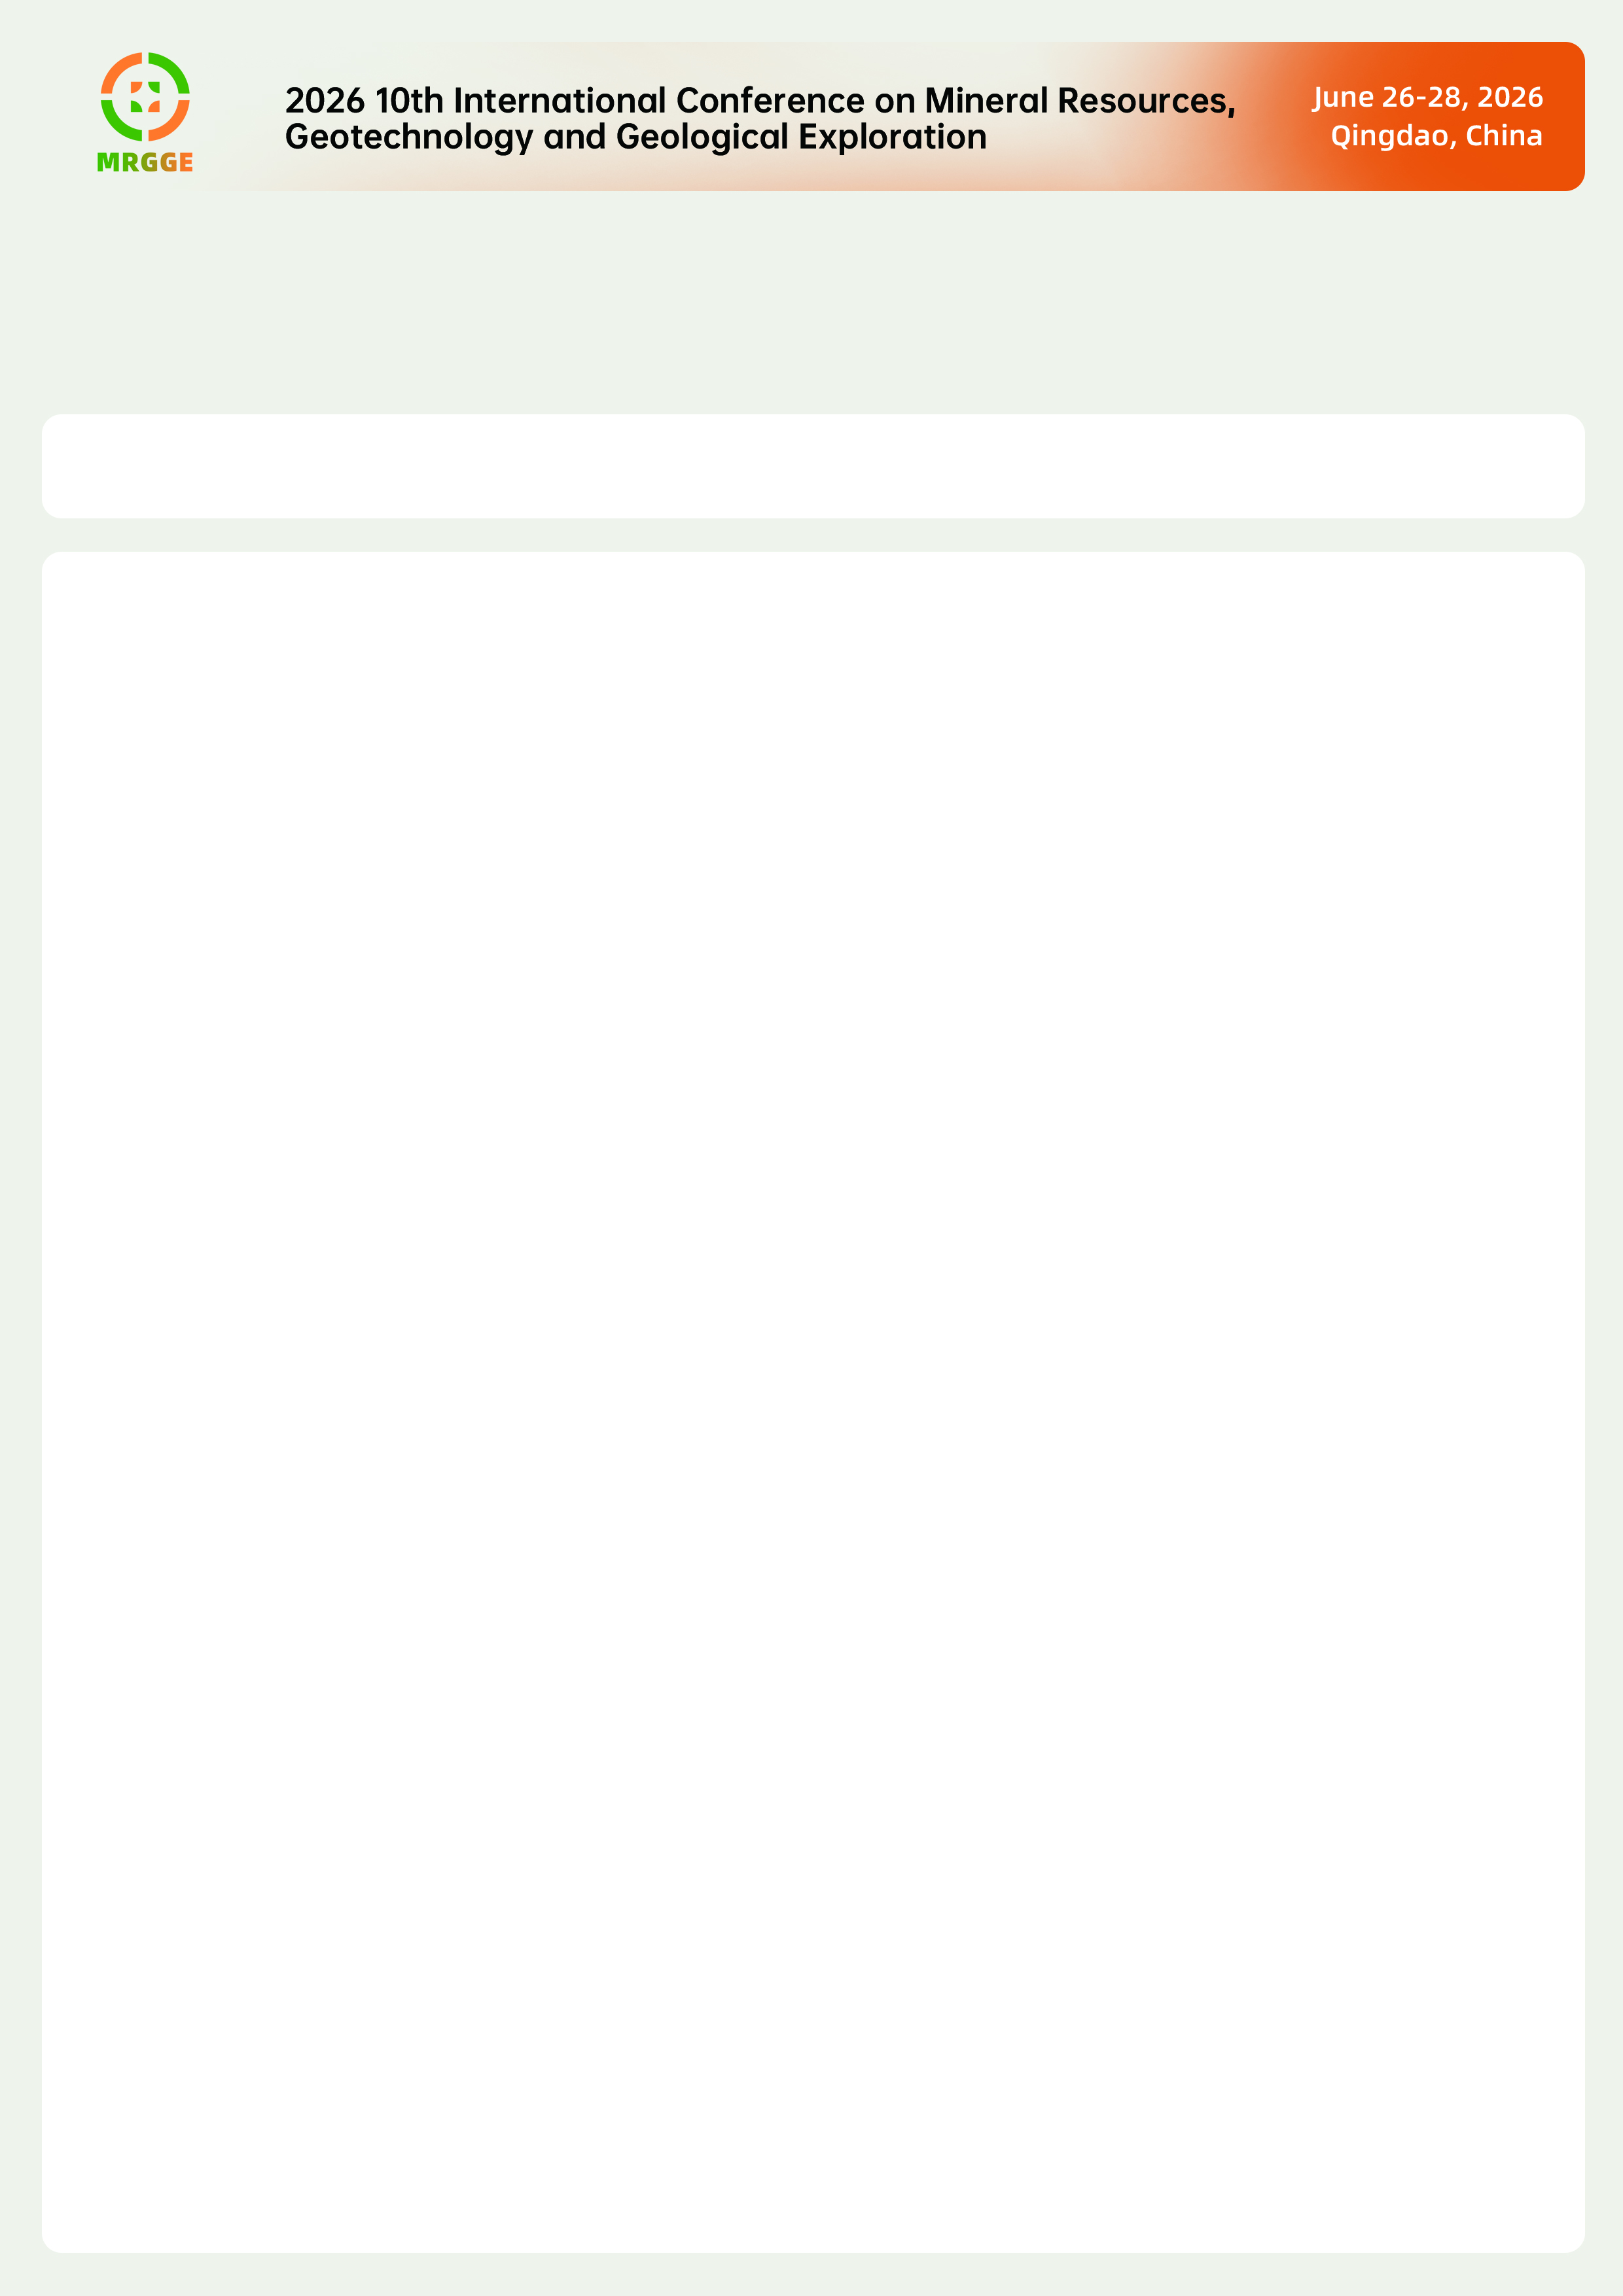 MRGGE
2026 10th International Conference on Mineral Resources,
Geotechnology and Geological Exploration
June 26-28, 2026
Qingdao, China